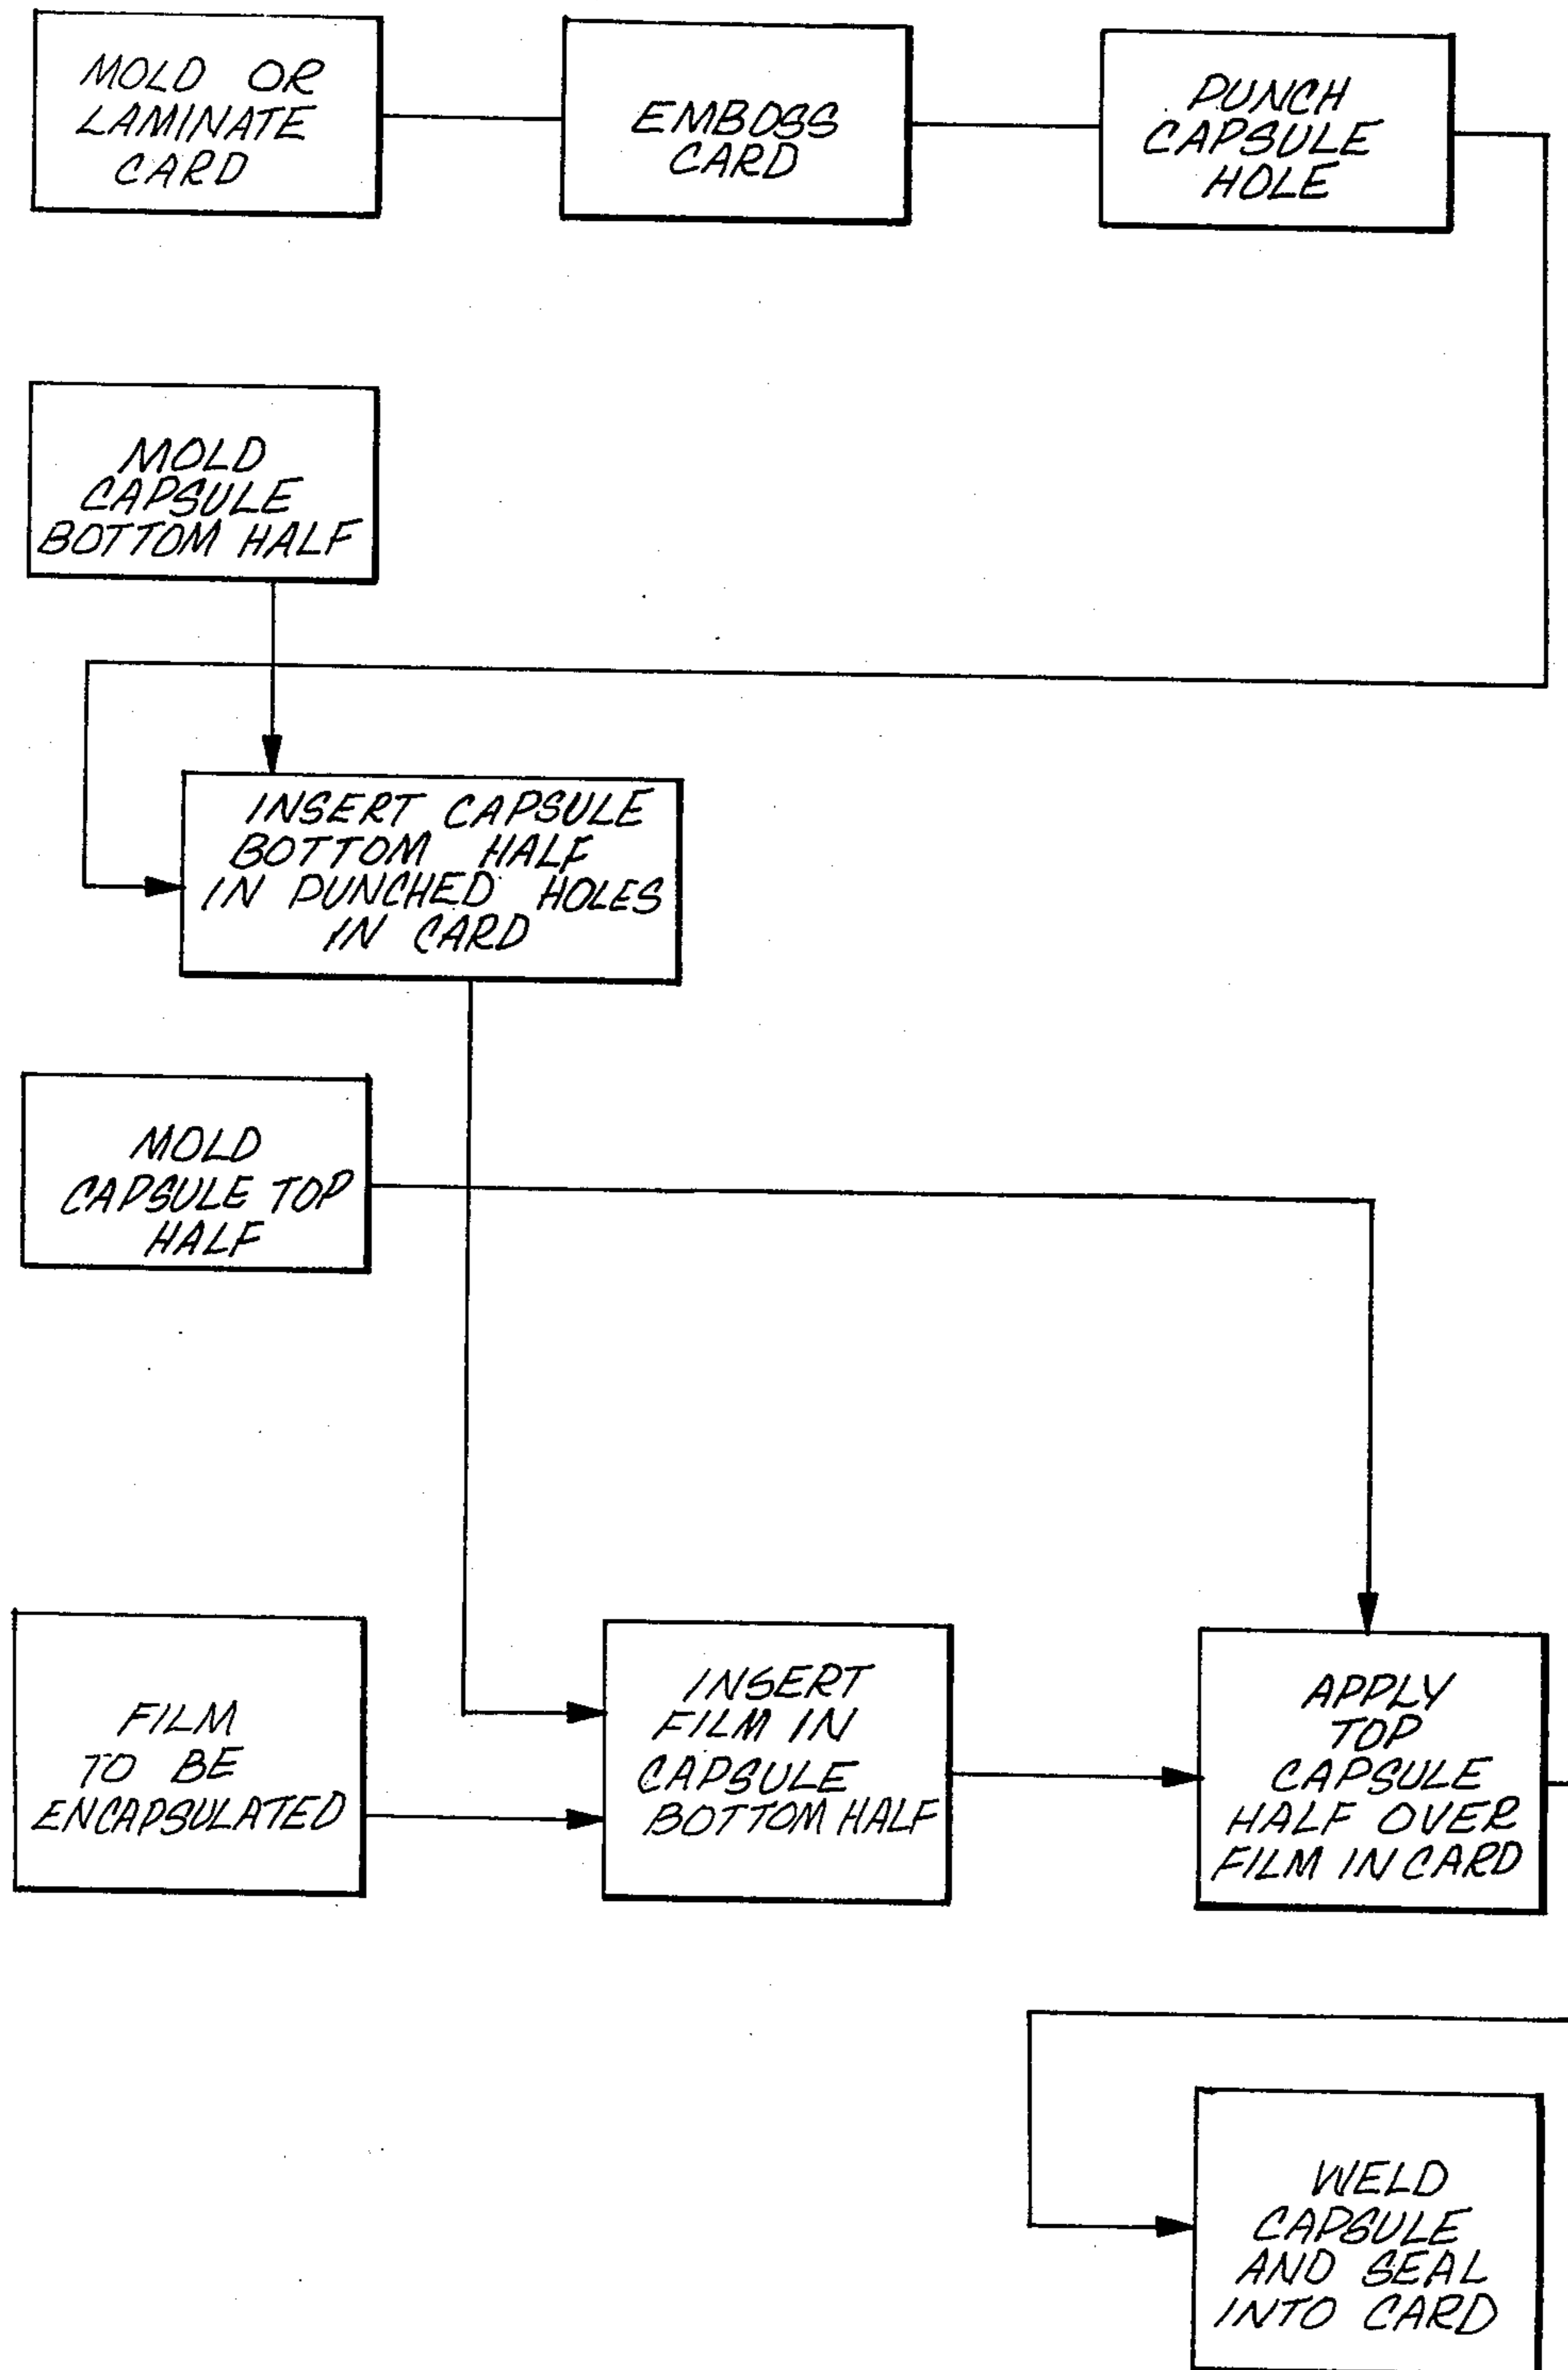 MOLD OR
LAMINATE
CARD
EMBOSS
CARD
PUNCH
CAPSULE
HOLE
MOLD
CAPSULE
BOTTOM HALF
INSERT CAPSULE
BOTTOM HALF
IN PUNCHED HOLES
IN CARD
MOLD
CAPSULE TOP
HALF
FILM
TO BE
ENCAPSULATED
INSERT
FILM IN
CAPSULE
BOTTOM HALF
APPLY
TOP
CAPSULE
HALF OVER
FILM IN CARD
WELD
CAPSULE
AND SEAL
INTO CARD